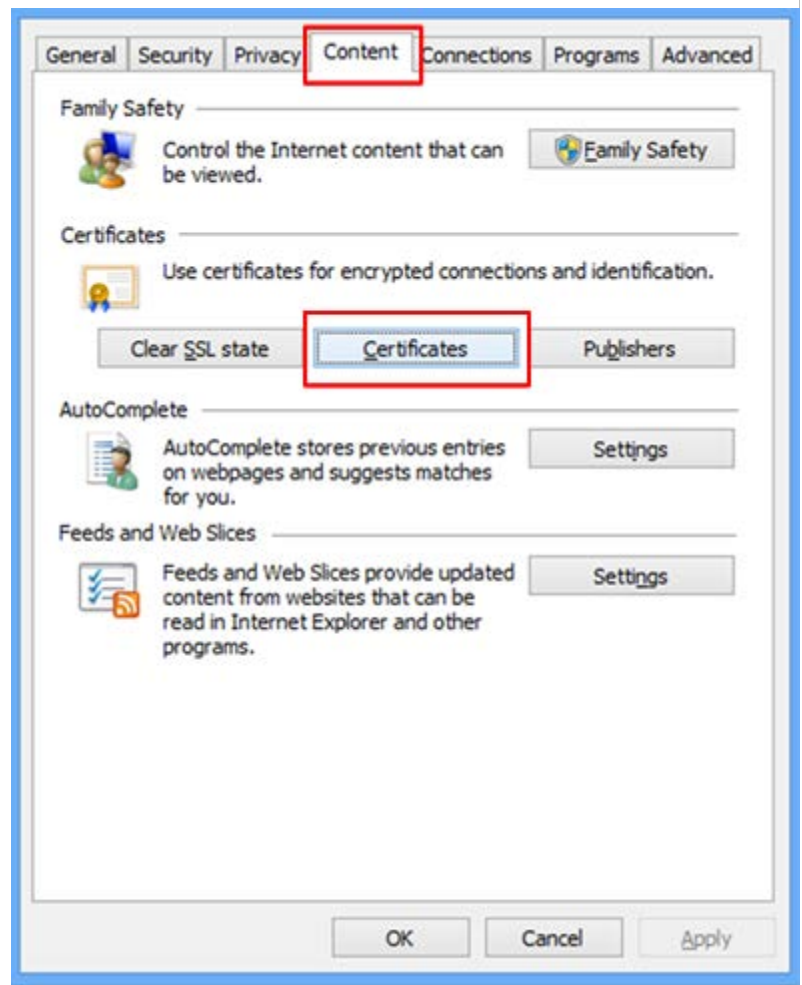 General Security Privacy Content Connections Programs Advanced
Family Safety
Control the Internet content that can
be viewed.
Family Safety
Certificates
Use certificates for encrypted connections and identification.
Clear SSL state Certificates Publishers
AutoComplete
AutoComplete stores previous entries
on webpages and suggests matches
for you.
Settings
Feeds and Web Slices
Feeds and Web Slices provide updated
content from websites that can be
read in Internet Explorer and other
programs.
Settings
OK Cancel Apply